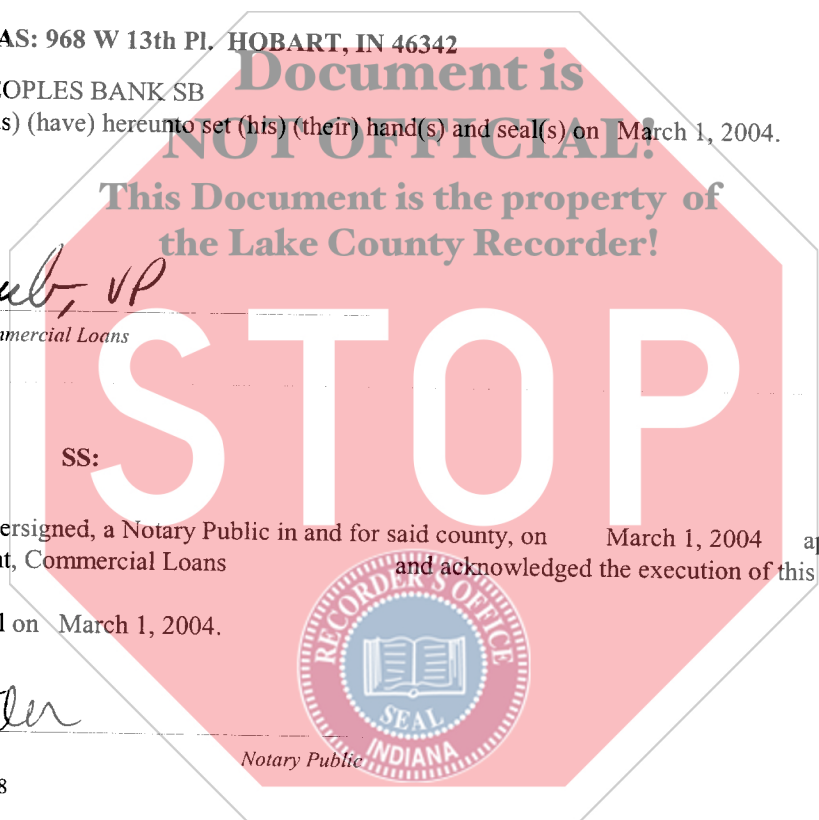 AS: 968 W 13th Pl. HOBART, IN 46342
Document is
OPLES BANK SB
s) (have) hereunto set (his) (their) hand(s) and seal(s) on March 1, 2004.
NOT OFFICIAL!
This Document is the property of
the Lake County Recorder!
, VP
mmercial Loans
STOP
SS:
ersigned, a Notary Public in and for said county, on March 1, 2004 ap
t, Commercial Loans and acknowledged the execution of this
RECORDER'S OFFICE
l on March 1, 2004.
SEAL
INDIANA
Notary Public
8